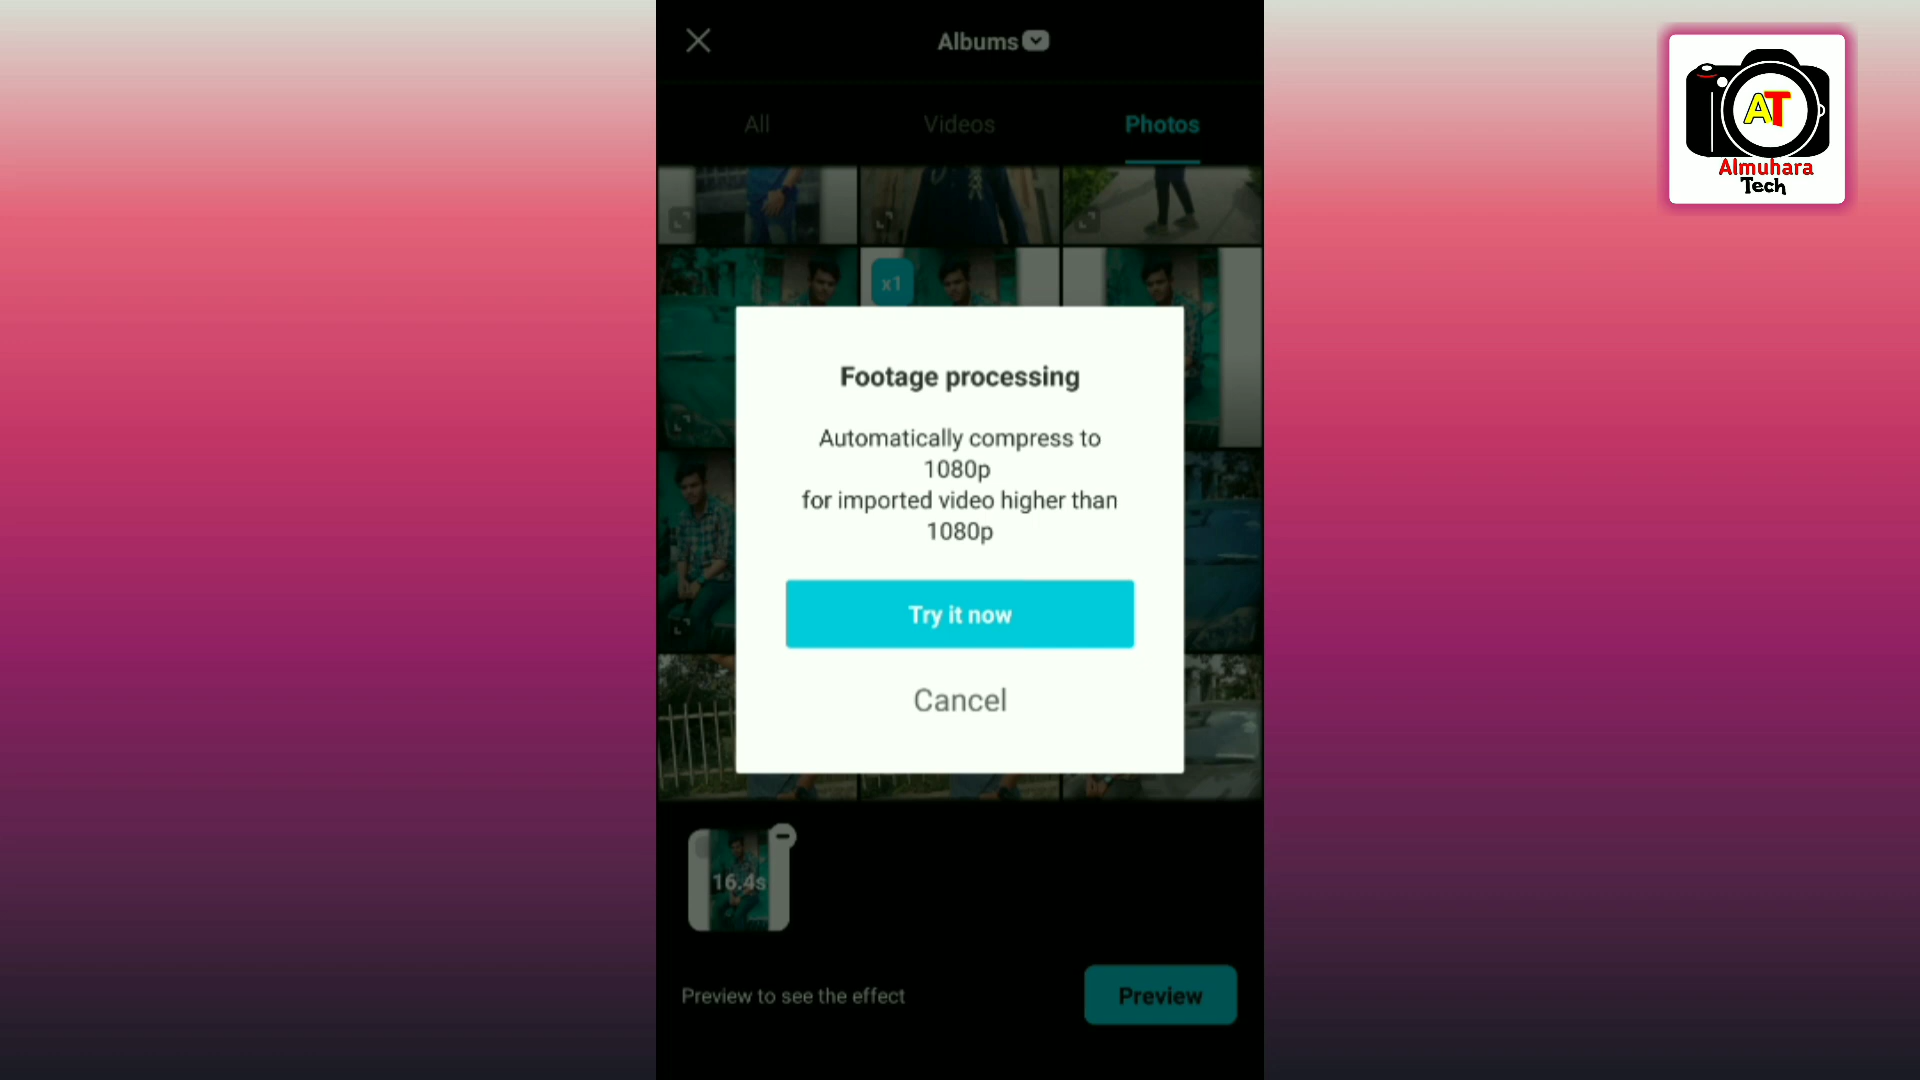 Albums
All
Videos
Photos
x1
Footage processing
Automatically compress to
1080p
for imported video higher than
1080p
Try it now
Cancel
16.4s
Preview to see the effect
Preview
AT
Almuhara
Tech